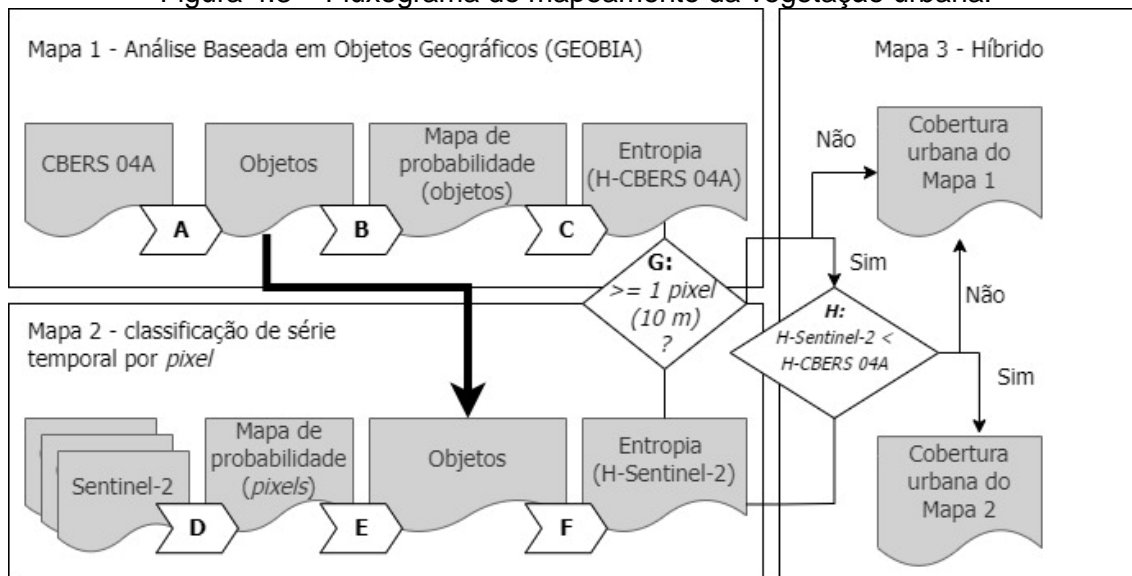 Figura 4.8 – Fluxograma do mapeamento da vegetação urbana.
Mapa 1 - Análise Baseada em Objetos Geográficos (GEOBIA)
CBERS 04A
A
Objetos
B
Mapa de
probabilidade
(objetos)
C
Entropia
(H-CBERS 04A)
G:
>= 1 pixel
(10 m)
?
Mapa 2 - classificação de série
temporal por pixel
Sentinel-2
D
Mapa de
probabilidade
(pixels)
E
Objetos
F
Entropia
(H-Sentinel-2)
Mapa 3 - Híbrido
Não
Cobertura
urbana do
Mapa 1
Sim
H:
H-Sentinel-2 <
H-CBERS 04A
Não
Sim
Cobertura
urbana do
Mapa 2